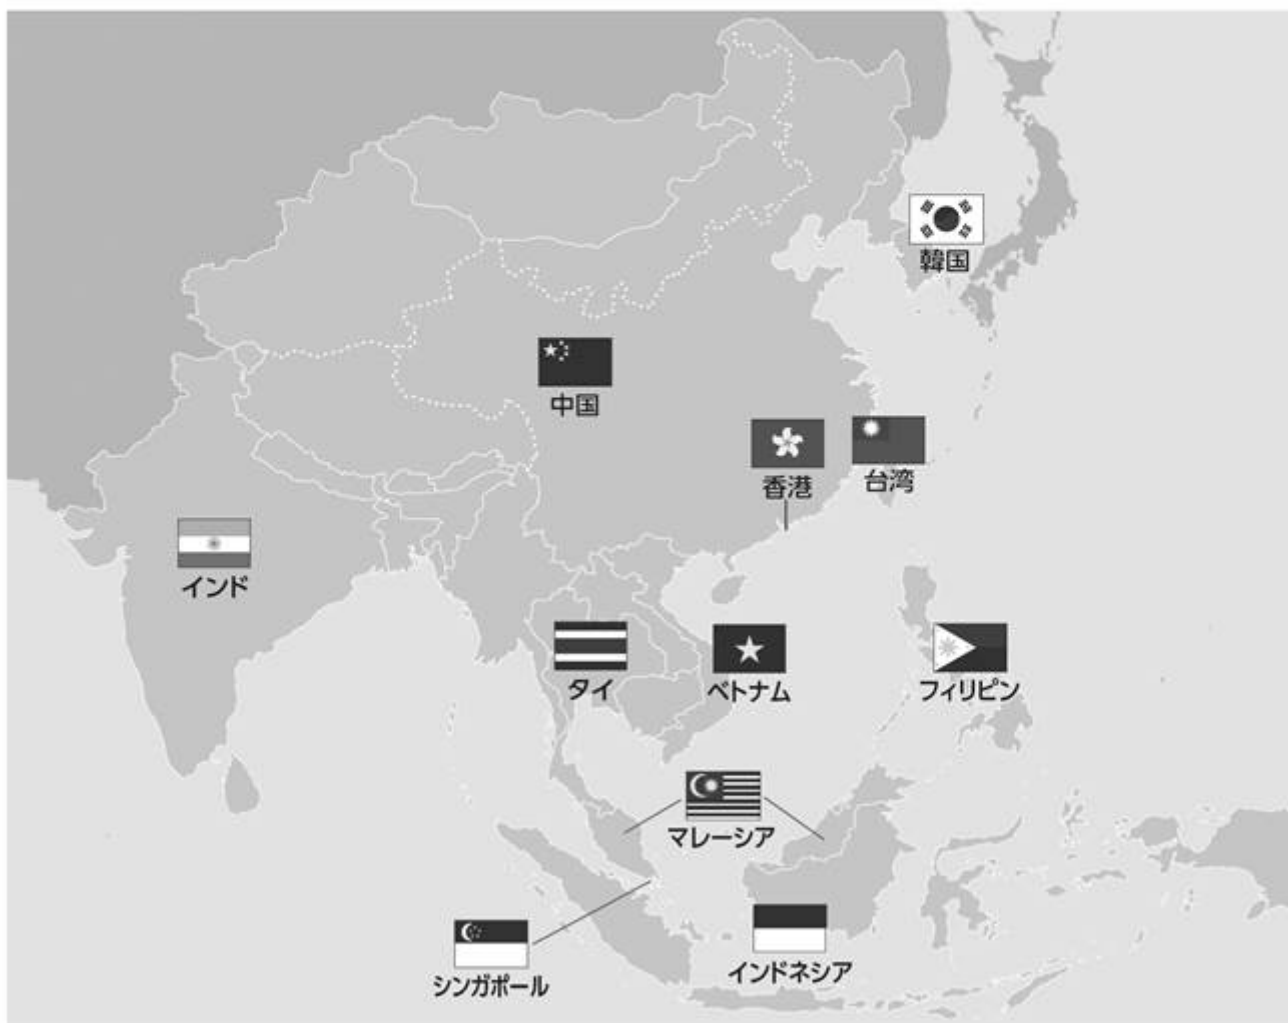 韓国
中国
香港
台湾
インド
タイ
ベトナム
フィリピン
マレーシア
シンガポール
インドネシア